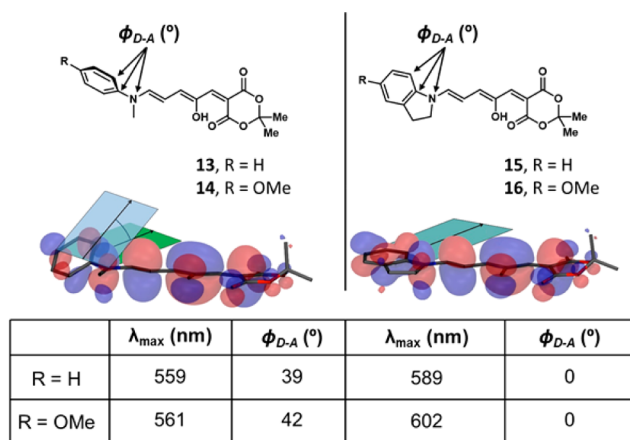 ϕD-A (º)
R
N
OH
O
O
O
O
Me
Me
13, R = H
14, R = OMe
ϕD-A (º)
R
N
OH
O
O
O
O
Me
Me
15, R = H
16, R = OMe
λmax (nm) ϕD-A (º) λmax (nm) ϕD-A (º)
R = H 559 39 589 0
R = OMe 561 42 602 0